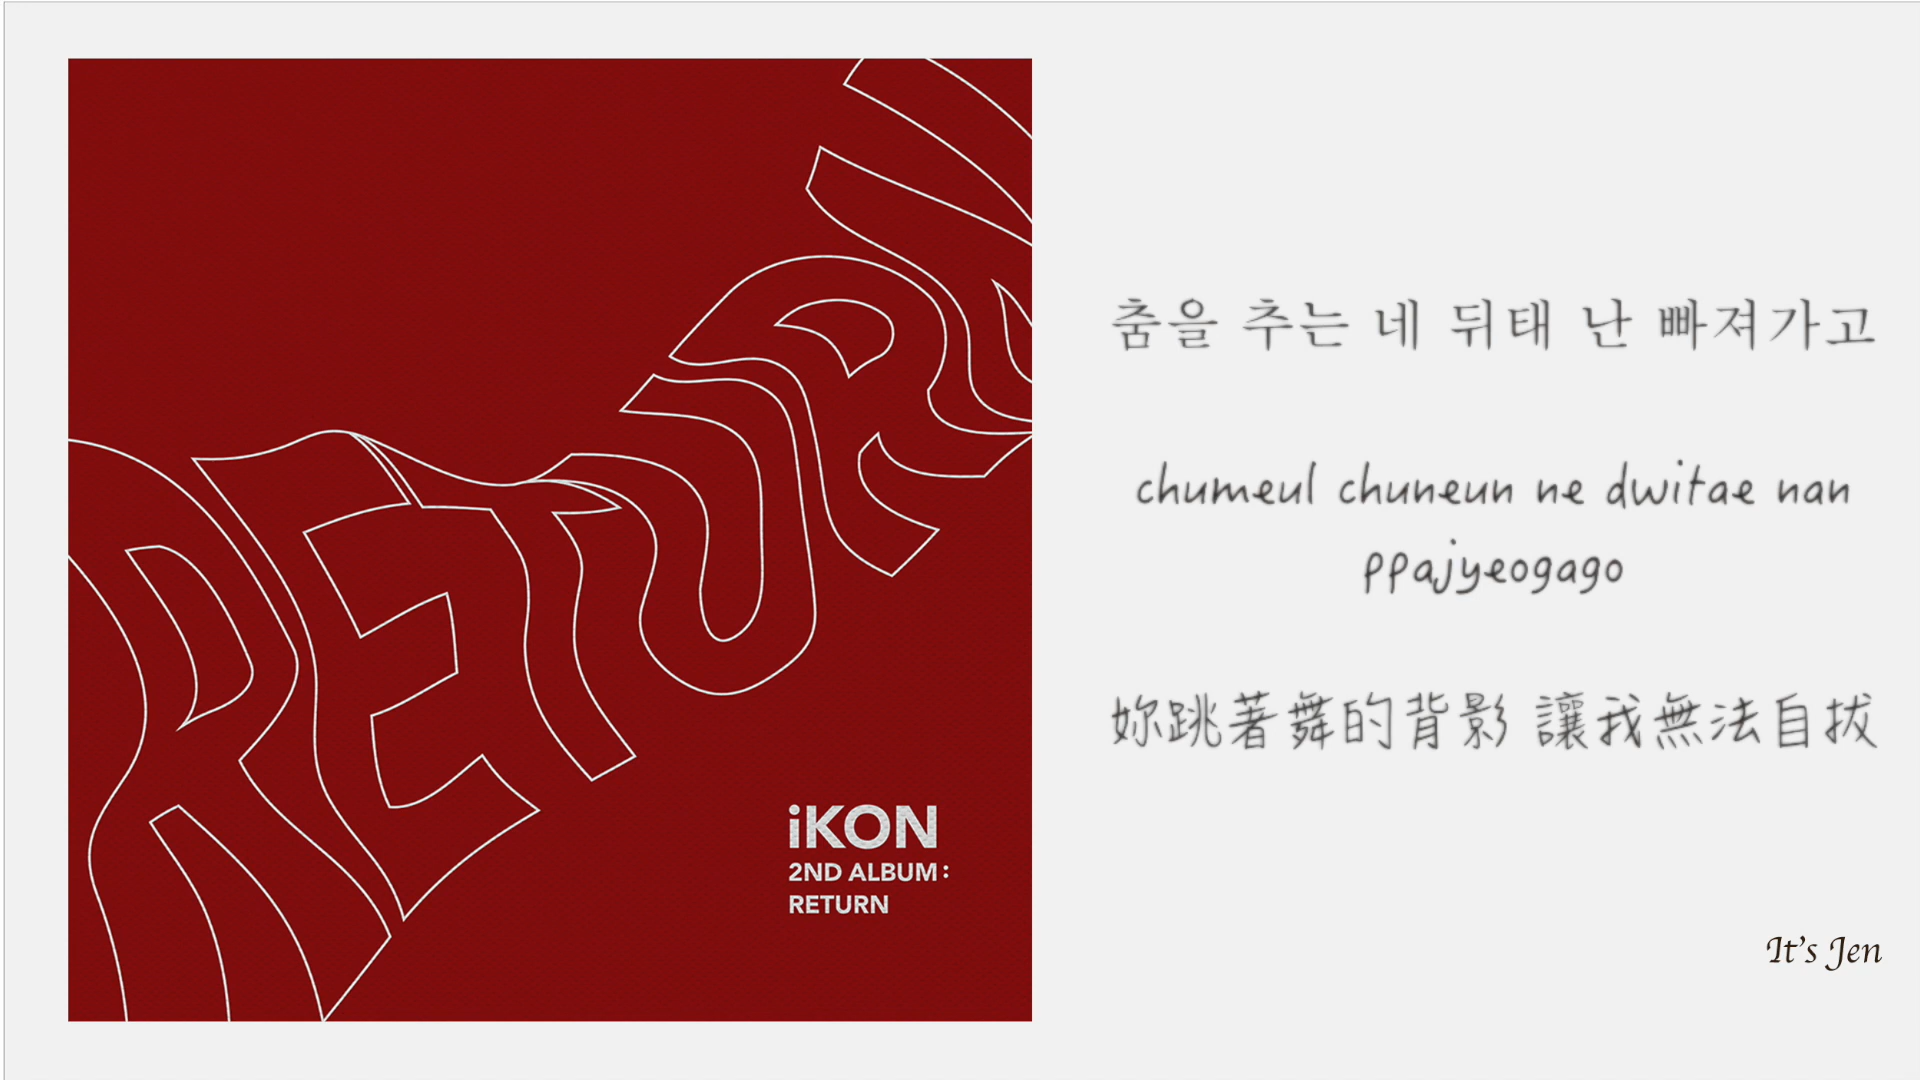 RETURN
iKON
2ND ALBUM:
RETURN
춤을 추는 네 뒤태 난 빠져가고
chumeul chuneun ne dwitae nan
ppajyeogago
妳跳著舞的背影 讓我無法自拔
It's Jen